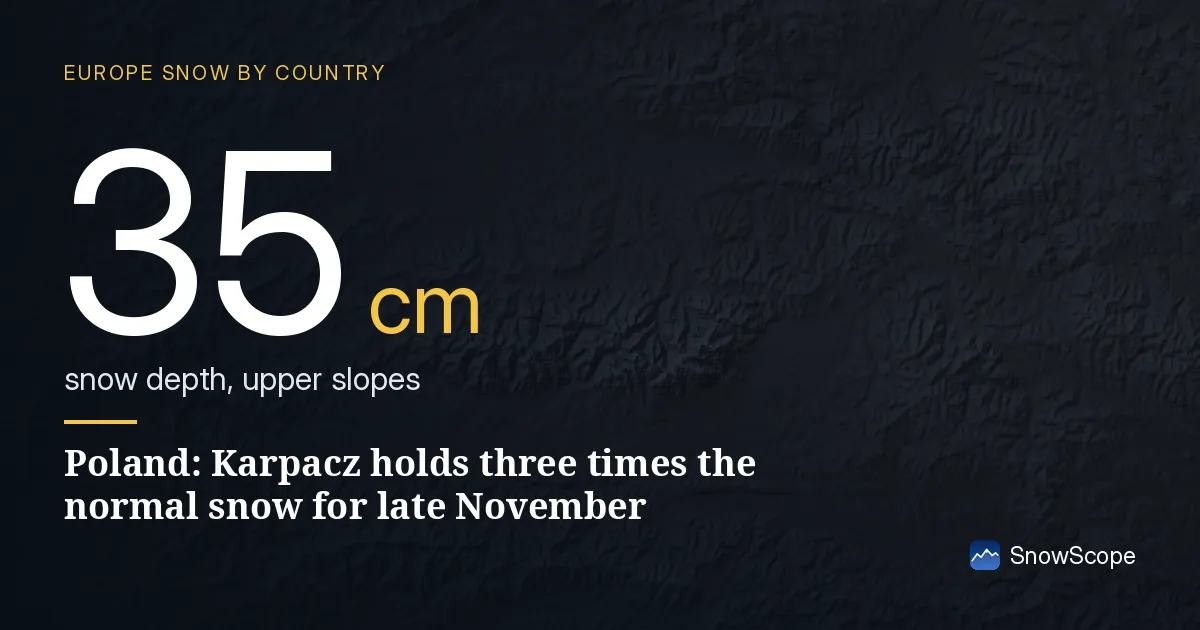 EUROPE SNOW BY COUNTRY
35 cm
snow depth, upper slopes
Poland: Karpacz holds three times the
normal snow for late November
SnowScope